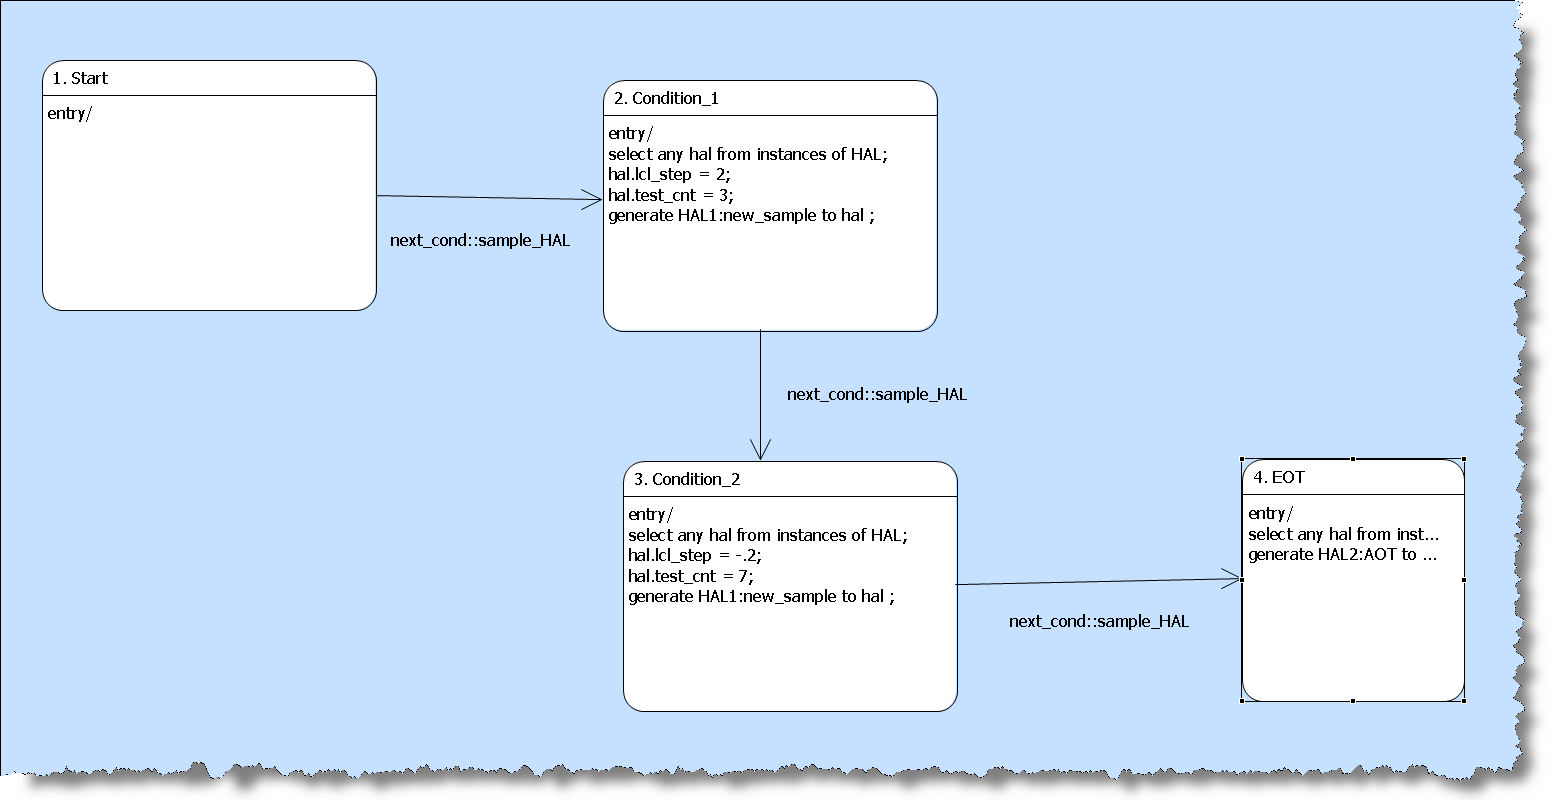 1. Start
entry/
next_cond::sample_HAL
2. Condition_1
entry/
select any hal from instances of HAL;
hal.lcl_step = 2;
hal.test_cnt = 3;
generate HAL1:new_sample to hal ;
next_cond::sample_HAL
3. Condition_2
entry/
select any hal from instances of HAL;
hal.lcl_step = -.2;
hal.test_cnt = 7;
generate HAL1:new_sample to hal ;
next_cond::sample_HAL
4. EOT
entry/
select any hal from inst...
generate HAL2:AOT to ...